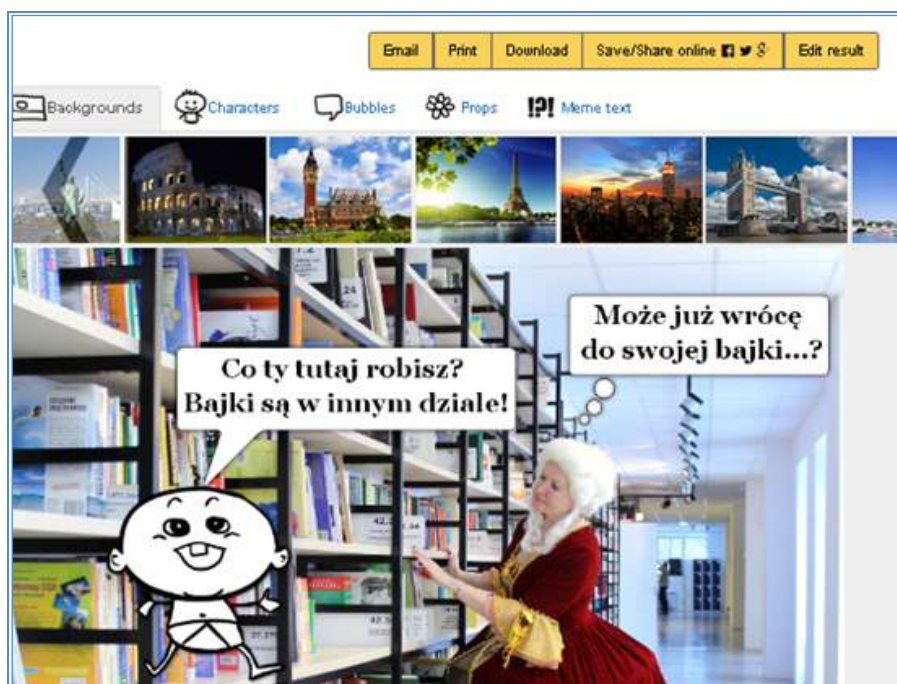 Email Print Download Save/Share online Edit result
Backgrounds Characters Bubbles Props !?! Meme text
Co ty tutaj robisz?
Bajki są w innym dziale!
Może już wrócę
do swojej bajki...?